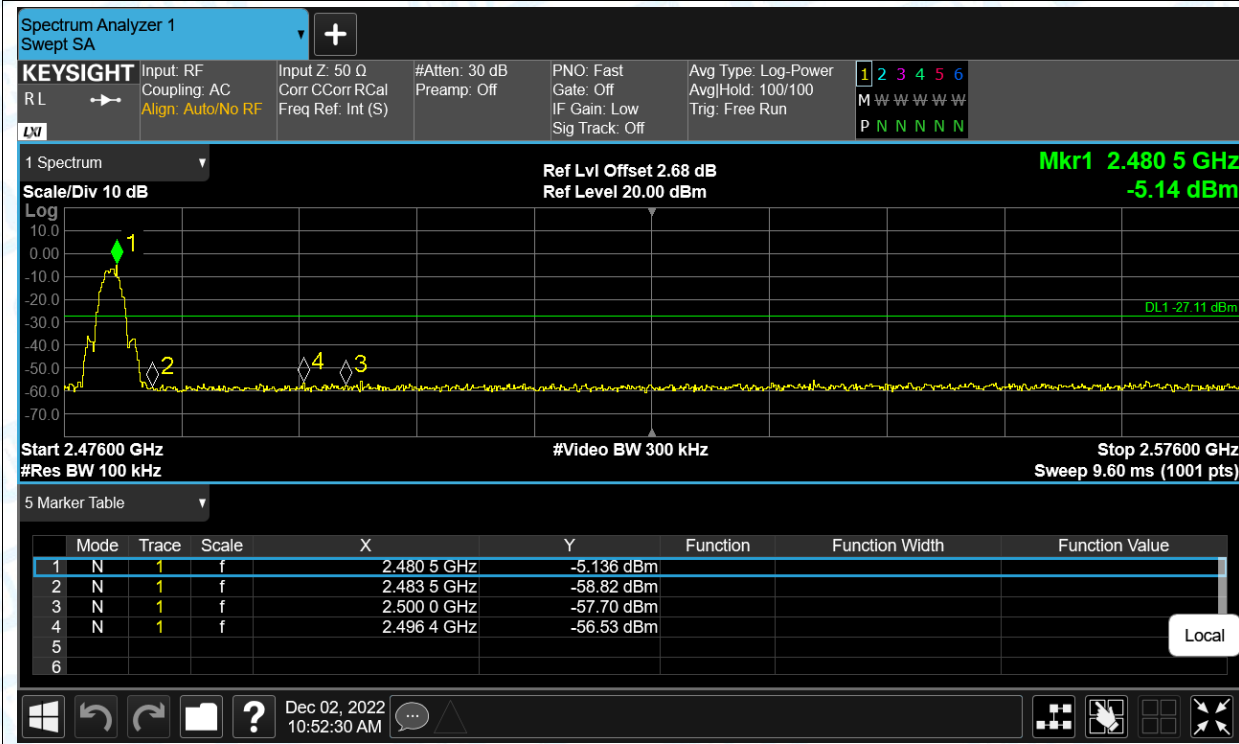 Spectrum Analyzer 1
Swept SA
+
KEYSIGHT
R L
LXI
Input: RF
Coupling: AC
Align: Auto/No RF
Input Z: 50 Ω
Corr CCorr RCal
Freq Ref: Int (S)
#Atten: 30 dB
Preamp: Off
PNO: Fast
Gate: Off
IF Gain: Low
Sig Track: Off
Avg Type: Log-Power
Avg|Hold: 100/100
Trig: Free Run
1 2 3 4 5 6
M W W W W W
P N N N N N
1 Spectrum
Scale/Div 10 dB
Ref Lvl Offset 2.68 dB
Ref Level 20.00 dBm
Mkr1 2.480 5 GHz
-5.14 dBm
Log
10.0
0.00
-10.0
-20.0
-30.0
-40.0
-50.0
-60.0
-70.0
1
2
4
3
DL1 -27.11 dBm
Start 2.47600 GHz
#Res BW 100 kHz
#Video BW 300 kHz
Stop 2.57600 GHz
Sweep 9.60 ms (1001 pts)
5 Marker Table
Mode Trace Scale X Y Function Function Width Function Value
1 N 1 f 2.480 5 GHz -5.136 dBm
2 N 1 f 2.483 5 GHz -58.82 dBm
3 N 1 f 2.500 0 GHz -57.70 dBm
4 N 1 f 2.496 4 GHz -56.53 dBm
5
6
Local
?
Dec 02, 2022
10:52:30 AM